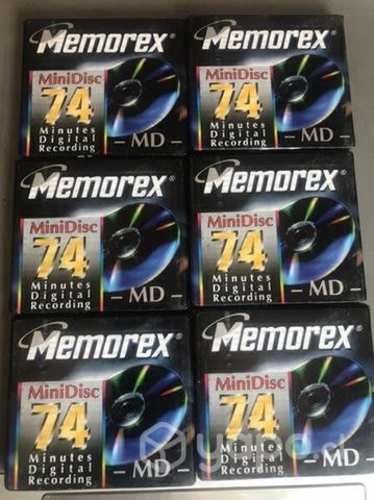 Memorex®
MiniDisc
74
Minutes
Digital
Recording
– MD –
Memorex®
MiniDisc
74
Minutes
Digital
Recording
– MD –
Memorex®
MiniDisc
74
Minutes
Digital
Recording
– MD –
Memorex®
MiniDisc
74
Minutes
Digital
Recording
– MD –
Memorex®
MiniDisc
74
Minutes
Digital
Recording
– MD –
Memorex®
MiniDisc
74
Minutes
Digital
Recording
– MD –
yapo.cl